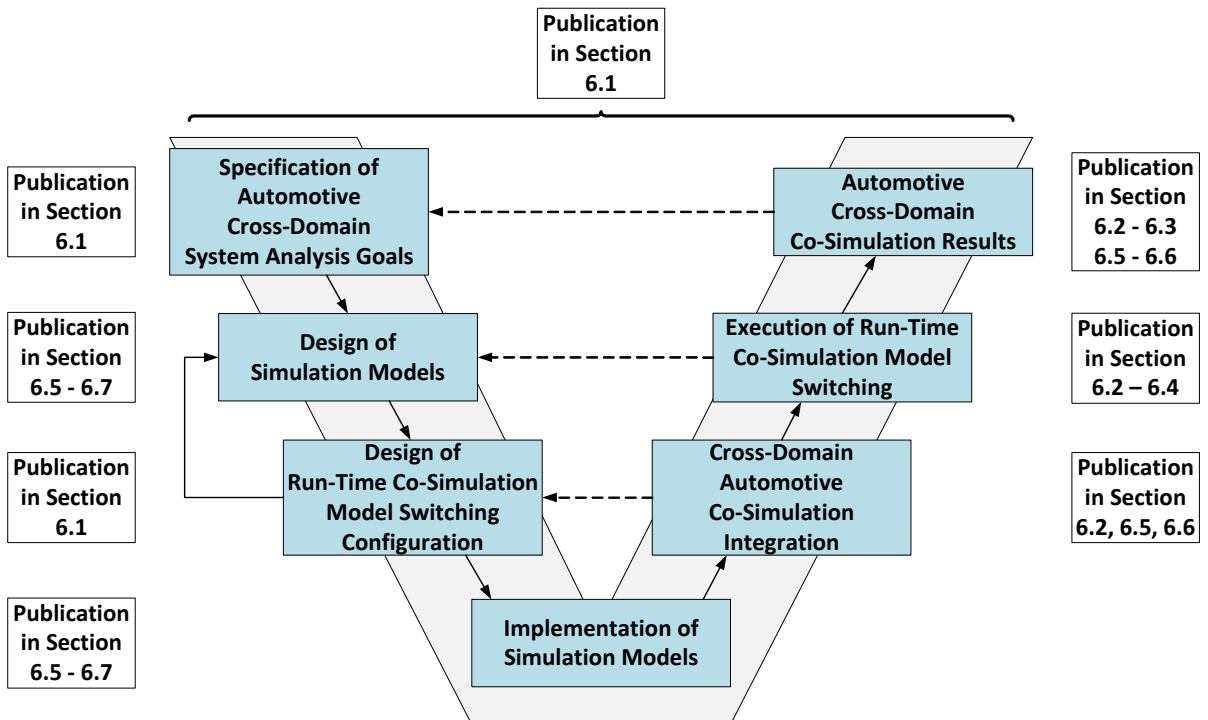 Publication
in Section
6.1
Publication
in Section
6.1
Specification of
Automotive
Cross-Domain
System Analysis Goals
Automotive
Cross-Domain
Co-Simulation Results
Publication
in Section
6.2 - 6.3
6.5 - 6.6
Publication
in Section
6.5 - 6.7
Design of
Simulation Models
Execution of Run-Time
Co-Simulation Model
Switching
Publication
in Section
6.2 – 6.4
Publication
in Section
6.1
Design of
Run-Time Co-Simulation
Model Switching
Configuration
Cross-Domain
Automotive
Co-Simulation
Integration
Publication
in Section
6.2, 6.5, 6.6
Publication
in Section
6.5 - 6.7
Implementation of
Simulation Models